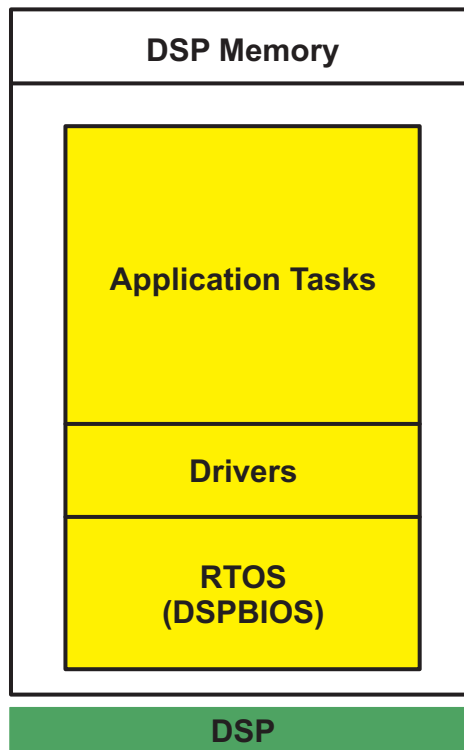 DSP Memory
Application Tasks
Drivers
RTOS
(DSPBIOS)
DSP